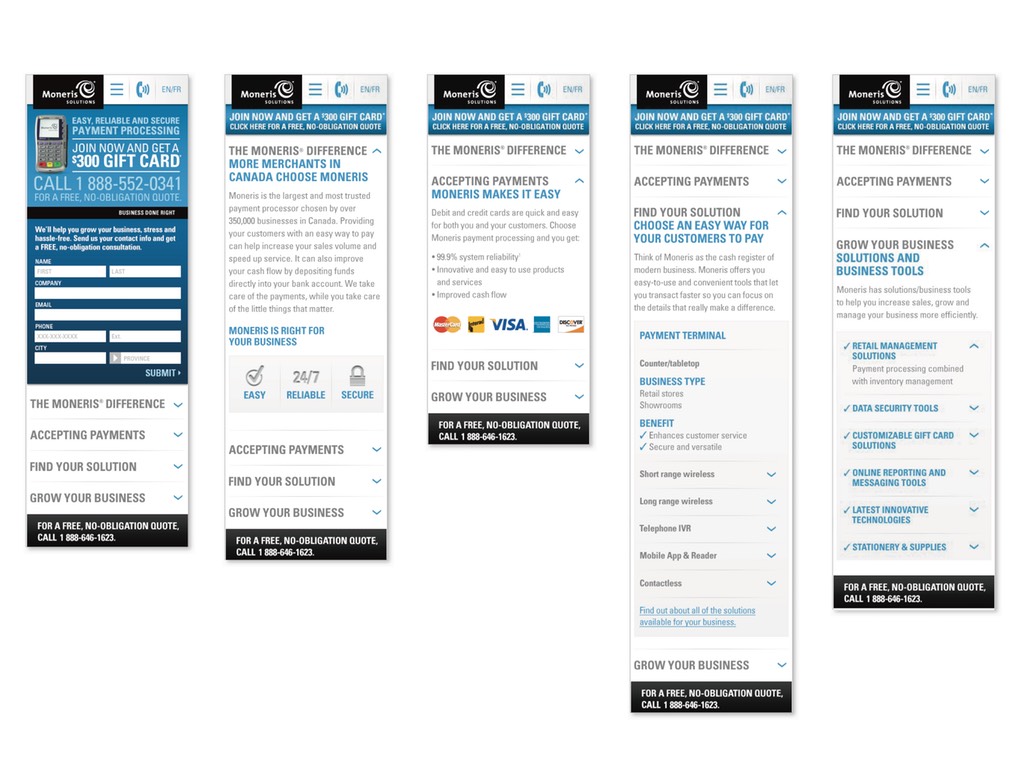 Moneris
SOLUTIONS
EN/FR
EASY, RELIABLE AND SECURE
PAYMENT PROCESSING
JOIN NOW AND GET A
$300 GIFT CARD*
CALL 1 888-552-0341
FOR A FREE, NO-OBLIGATION QUOTE.
BUSINESS DONE RIGHT
We'll help you grow your business, stress and
hassle-free. Send us your contact info and get
a FREE, no-obligation consultation.
NAME
FIRST LAST
COMPANY
EMAIL
PHONE
XXX-XXX-XXXX Ext
CITY
PROVINCE
SUBMIT
THE MONERIS® DIFFERENCE
ACCEPTING PAYMENTS
FIND YOUR SOLUTION
GROW YOUR BUSINESS
FOR A FREE, NO-OBLIGATION QUOTE,
CALL 1 888-646-1623.
Moneris
SOLUTIONS
EN/FR
JOIN NOW AND GET A $300 GIFT CARD*
CLICK HERE FOR A FREE, NO-OBLIGATION QUOTE
THE MONERIS® DIFFERENCE
MORE MERCHANTS IN
CANADA CHOOSE MONERIS
Moneris is the largest and most trusted
payment processor chosen by over
350,000 businesses in Canada. Providing
your customers with an easy way to pay
can help increase your sales volume and
speed up service. It can also improve
your cash flow by depositing funds
directly into your bank account. We take
care of the payments, while you take care
of the little things that matter.
MONERIS IS RIGHT FOR
YOUR BUSINESS
24/7
EASY RELIABLE SECURE
ACCEPTING PAYMENTS
FIND YOUR SOLUTION
GROW YOUR BUSINESS
FOR A FREE, NO-OBLIGATION QUOTE,
CALL 1 888-646-1623.
Moneris
SOLUTIONS
EN/FR
JOIN NOW AND GET A $300 GIFT CARD*
CLICK HERE FOR A FREE, NO-OBLIGATION QUOTE
THE MONERIS® DIFFERENCE
ACCEPTING PAYMENTS
MONERIS MAKES IT EASY
Debit and credit cards are quick and easy
for both you and your customers. Choose
Moneris payment processing and you get:
• 99.9% system reliability¹
• Innovative and easy to use products
and services
• Improved cash flow
MasterCard VISA DISCOVER
FIND YOUR SOLUTION
GROW YOUR BUSINESS
FOR A FREE, NO-OBLIGATION QUOTE,
CALL 1 888-646-1623.
Moneris
SOLUTIONS
EN/FR
JOIN NOW AND GET A $300 GIFT CARD*
CLICK HERE FOR A FREE, NO-OBLIGATION QUOTE
THE MONERIS® DIFFERENCE
ACCEPTING PAYMENTS
FIND YOUR SOLUTION
CHOOSE AN EASY WAY FOR
YOUR CUSTOMERS TO PAY
Think of Moneris as the cash register of
modern business. Moneris offers you
easy-to-use and convenient tools that let
you transact faster so you can focus on
the details that really make a difference.
PAYMENT TERMINAL
Counter/tabletop
BUSINESS TYPE
Retail stores
Showrooms
BENEFIT
✓ Enhances customer service
✓ Secure and versatile
Short range wireless
Long range wireless
Telephone IVR
Mobile App & Reader
Contactless
Find out about all of the solutions
available for your business.
GROW YOUR BUSINESS
FOR A FREE, NO-OBLIGATION QUOTE,
CALL 1 888-646-1623.
Moneris
SOLUTIONS
EN/FR
JOIN NOW AND GET A $300 GIFT CARD*
CLICK HERE FOR A FREE, NO-OBLIGATION QUOTE
THE MONERIS® DIFFERENCE
ACCEPTING PAYMENTS
FIND YOUR SOLUTION
GROW YOUR BUSINESS
SOLUTIONS AND
BUSINESS TOOLS
Moneris has solutions/business tools
to help you increase sales, grow and
manage your business more efficiently.
✓ RETAIL MANAGEMENT
SOLUTIONS
Payment processing combined
with inventory management
✓ DATA SECURITY TOOLS
✓ CUSTOMIZABLE GIFT CARD
SOLUTIONS
✓ ONLINE REPORTING AND
MESSAGING TOOLS
✓ LATEST INNOVATIVE
TECHNOLOGIES
✓ STATIONERY & SUPPLIES
FOR A FREE, NO-OBLIGATION QUOTE,
CALL 1 888-646-1623.